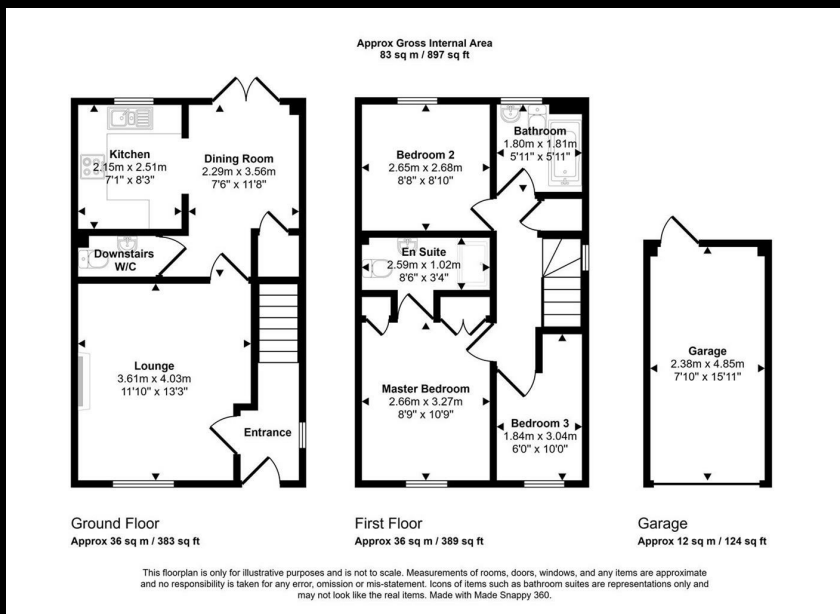 Approx Gross Internal Area
83 sq m / 897 sq ft
Kitchen
2.15m x 2.51m
7'1" x 8'3"
Dining Room
2.29m x 3.56m
7'6" x 11'8"
Downstairs
W/C
Lounge
3.61m x 4.03m
11'10" x 13'3"
Entrance
Bedroom 2
2.65m x 2.68m
8'8" x 8'10"
Bathroom
1.80m x 1.81m
5'11" x 5'11"
En Suite
2.59m x 1.02m
8'6" x 3'4"
Master Bedroom
2.66m x 3.27m
8'9" x 10'9"
Bedroom 3
1.84m x 3.04m
6'0" x 10'0"
Garage
2.38m x 4.85m
7'10" x 15'11"
Ground Floor
Approx 36 sq m / 383 sq ft
First Floor
Approx 36 sq m / 389 sq ft
Garage
Approx 12 sq m / 124 sq ft
This floorplan is only for illustrative purposes and is not to scale. Measurements of rooms, doors, windows, and any items are approximate
and no responsibility is taken for any error, omission or mis-statement. Icons of items such as bathroom suites are representations only and
may not look like the real items. Made with Made Snappy 360.